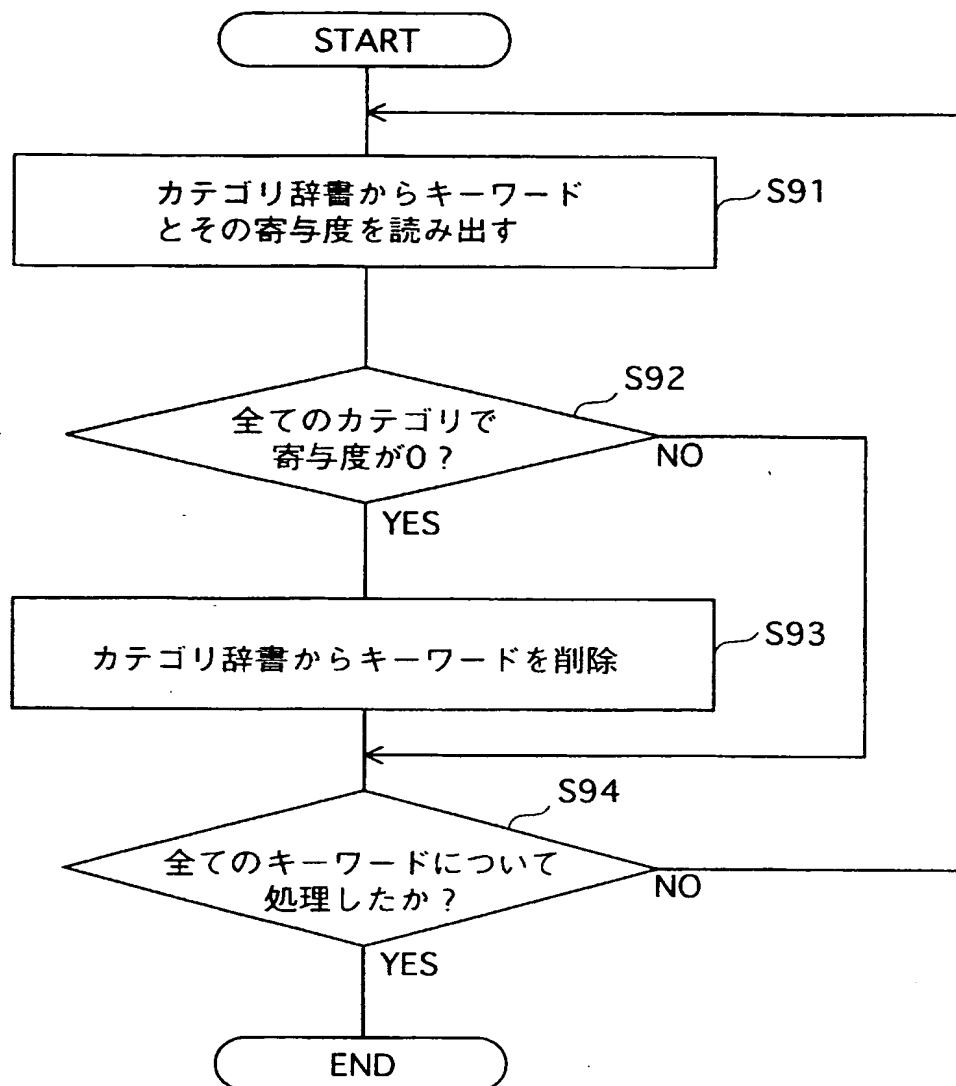 START
カテゴリ辞書からキーワード
とその寄与度を読み出す
S91
S92
全てのカテゴリで
寄与度が0？
NO
YES
S93
カテゴリ辞書からキーワードを削除
S94
全てのキーワードについて
処理したか？
NO
YES
END